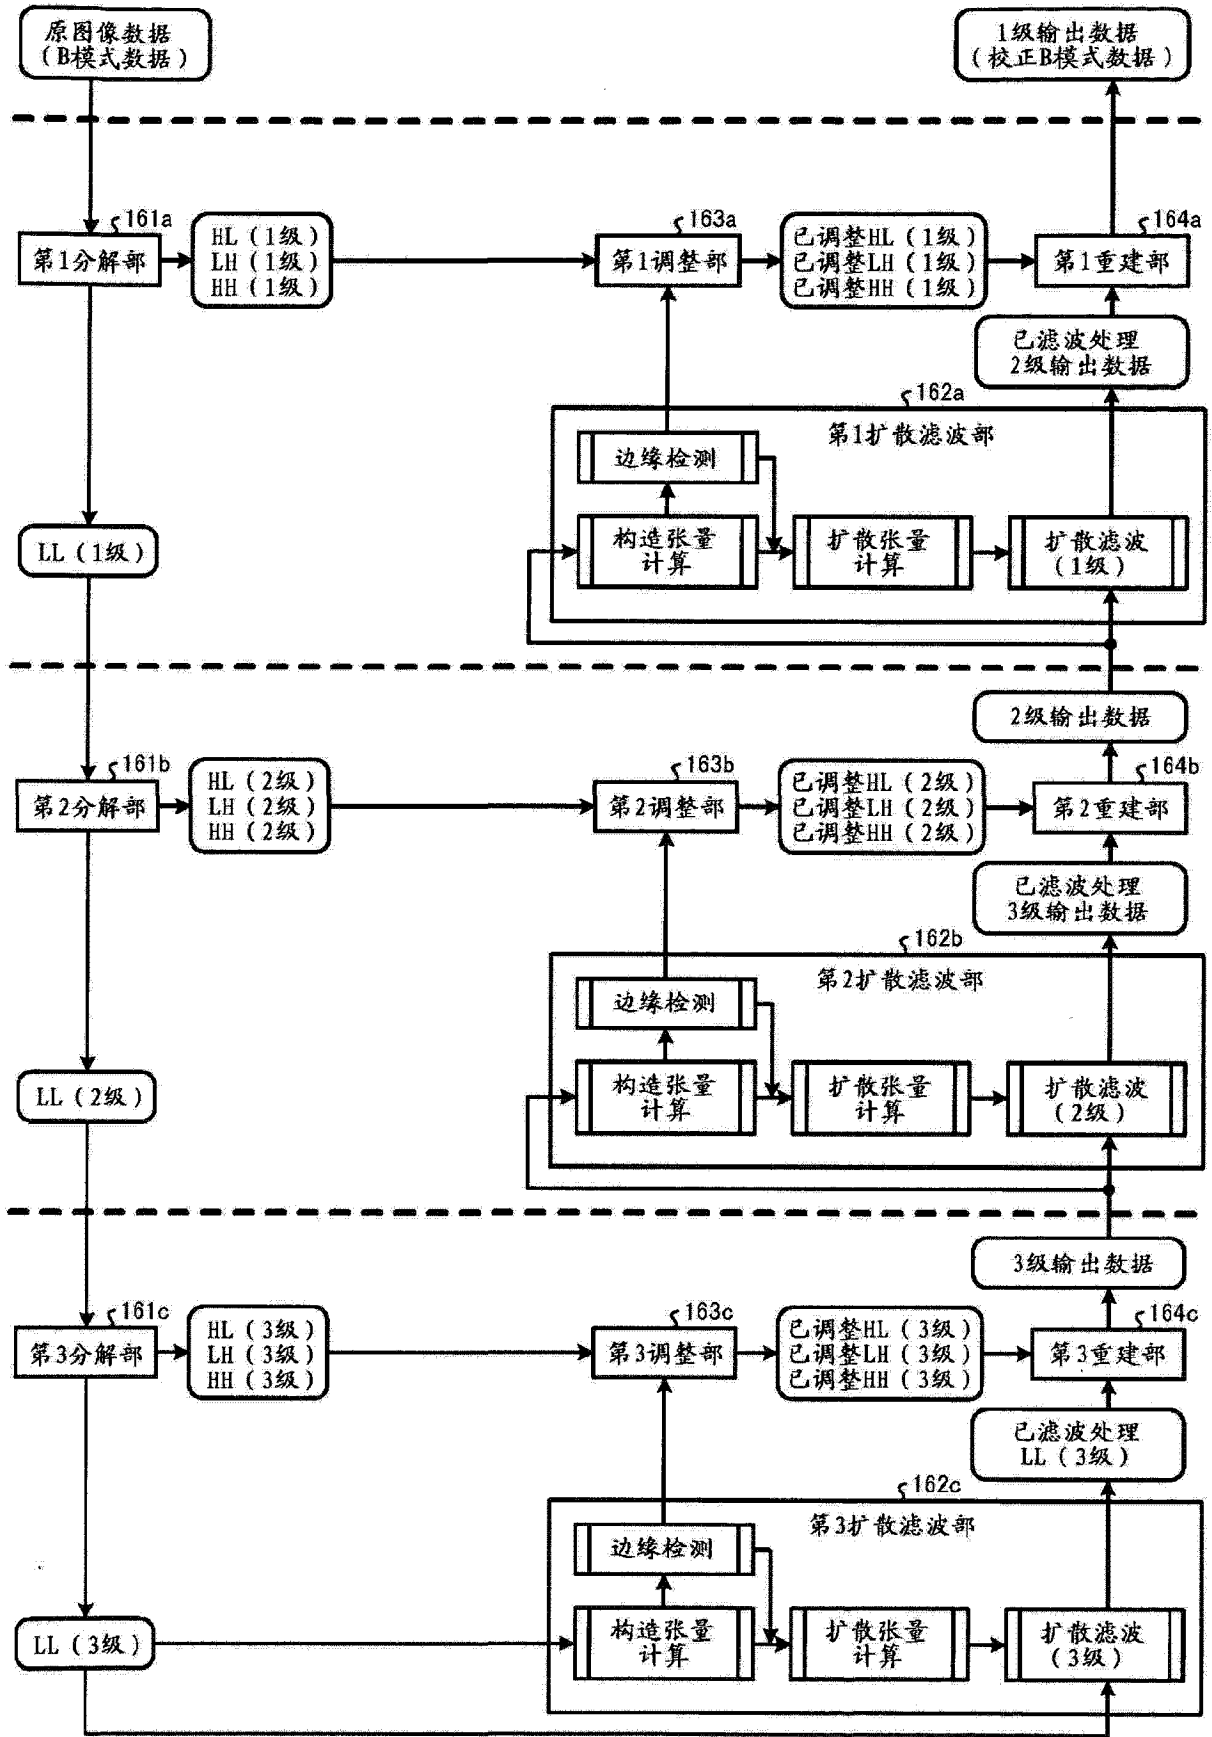 原图像数据
（B模式数据）
1级输出数据
（校正B模式数据）
161a
第1分解部
HL（1级）
LH（1级）
HH（1级）
163a
第1调整部
已调整HL（1级）
已调整LH（1级）
已调整HH（1级）
164a
第1重建部
已滤波处理
2级输出数据
162a
第1扩散滤波部
边缘检测
构造张量
计算
扩散张量
计算
扩散滤波
（1级）
LL（1级）
2级输出数据
161b
第2分解部
HL（2级）
LH（2级）
HH（2级）
163b
第2调整部
已调整HL（2级）
已调整LH（2级）
已调整HH（2级）
164b
第2重建部
已滤波处理
3级输出数据
162b
第2扩散滤波部
边缘检测
构造张量
计算
扩散张量
计算
扩散滤波
（2级）
LL（2级）
3级输出数据
161c
第3分解部
HL（3级）
LH（3级）
HH（3级）
163c
第3调整部
已调整HL（3级）
已调整LH（3级）
已调整HH（3级）
164c
第3重建部
已滤波处理
LL（3级）
162c
第3扩散滤波部
边缘检测
构造张量
计算
扩散张量
计算
扩散滤波
（3级）
LL（3级）